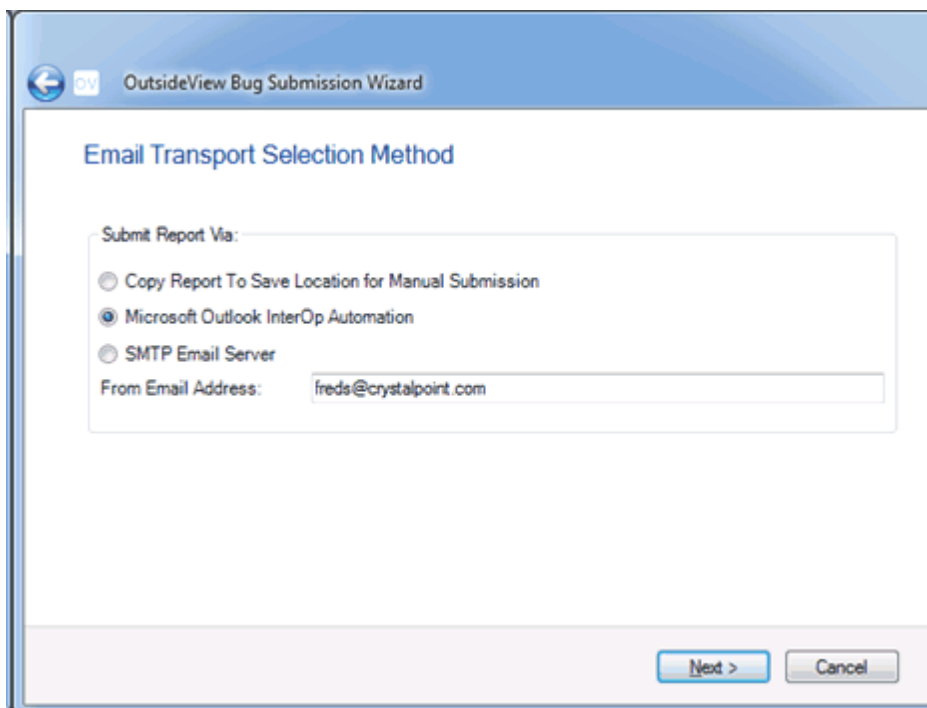 OV OutsideView Bug Submission Wizard
Email Transport Selection Method
Submit Report Via:
Copy Report To Save Location for Manual Submission
Microsoft Outlook InterOp Automation
SMTP Email Server
From Email Address: freds@crystalpoint.com
Next > Cancel